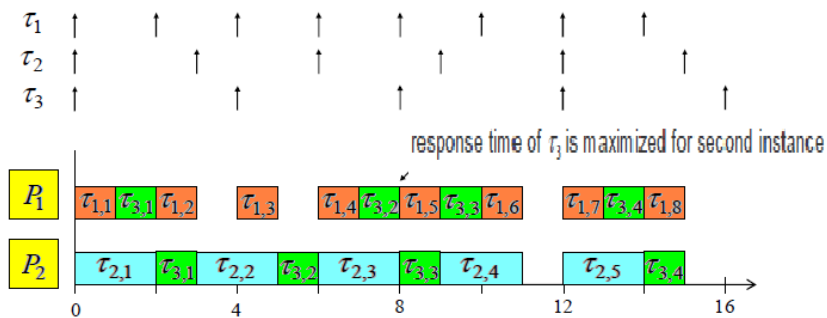 τ1
τ2
τ3
response time of τ3 is maximized for second instance
P1 τ1,1 τ3,1 τ1,2 τ1,3 τ1,4 τ3,2 τ1,5 τ3,3 τ1,6 τ1,7 τ3,4 τ1,8
P2 τ2,1 τ3,1 τ2,2 τ3,2 τ2,3 τ3,3 τ2,4 τ2,5 τ3,4
0 4 8 12 16